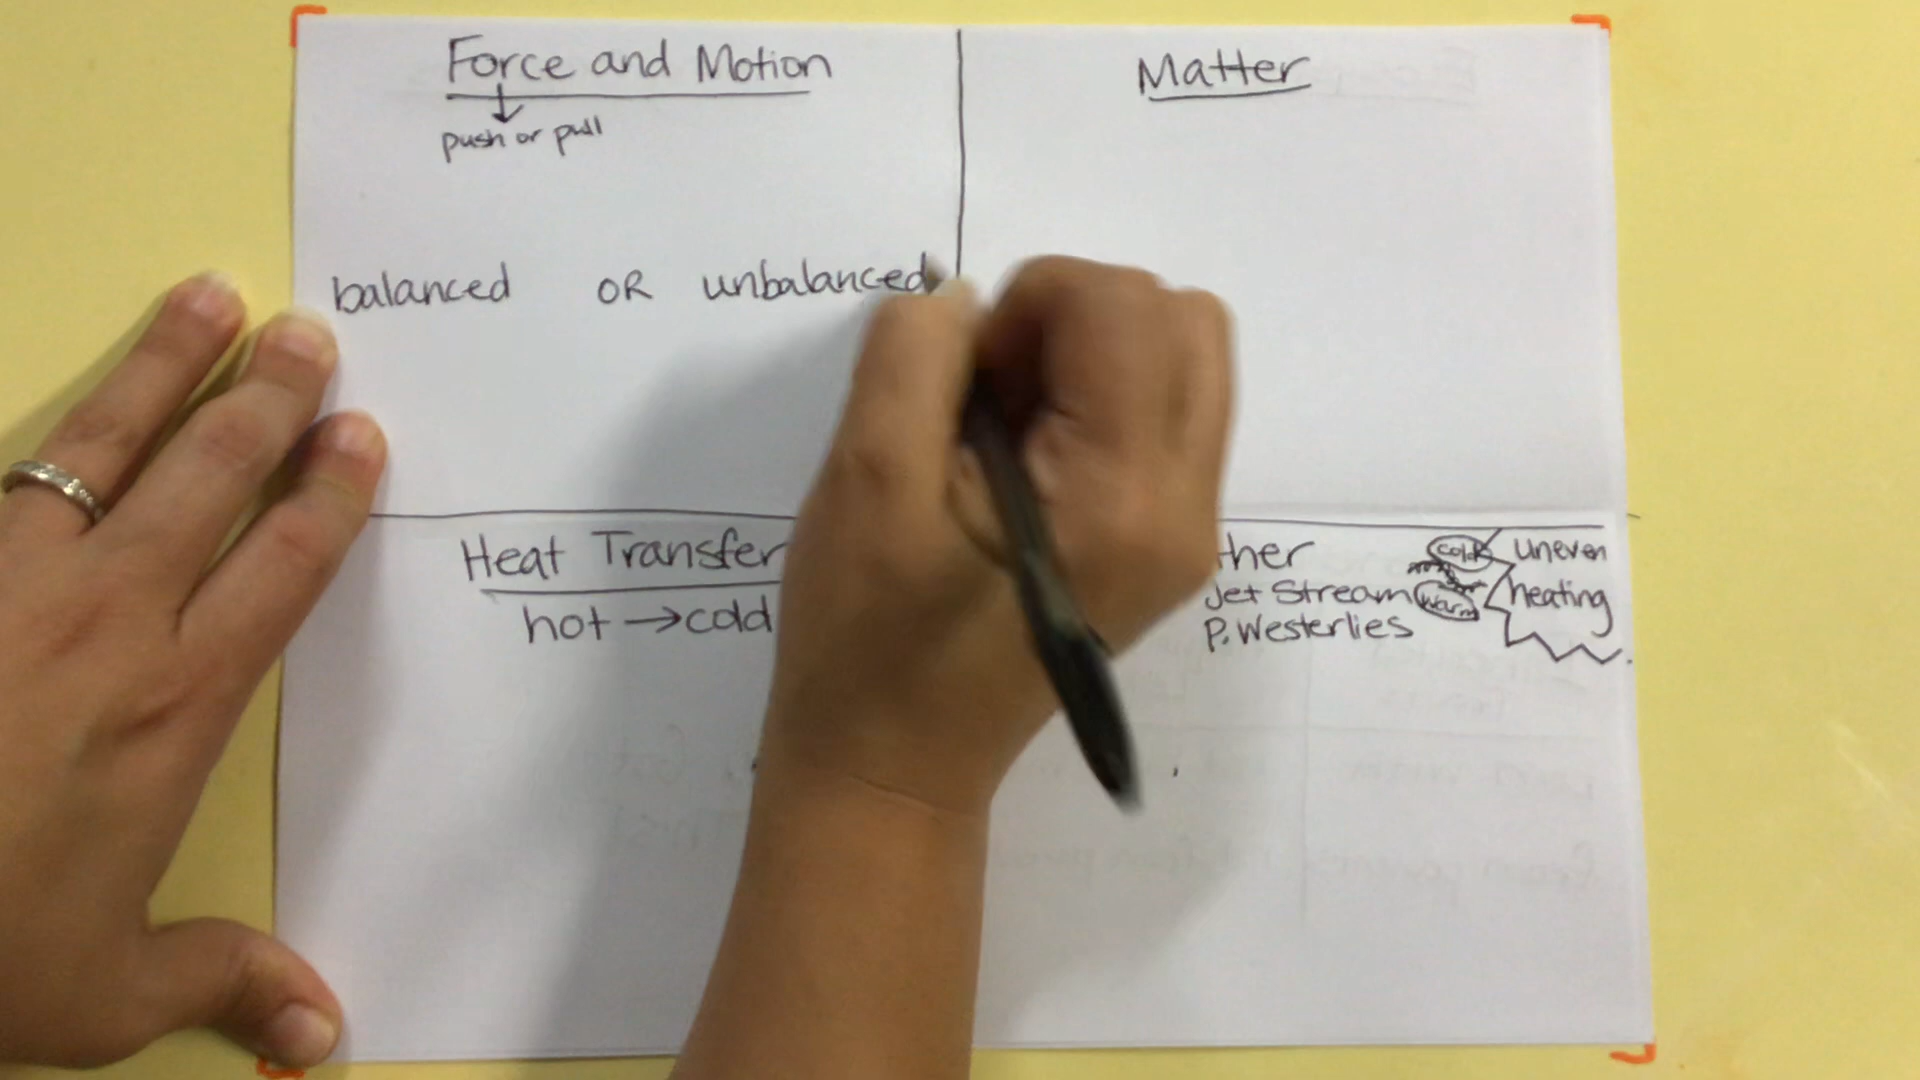 Force and Motion
push or pull
balanced OR unbalanced
Matter
Heat Transfer
hot → cold
ther
Jet Stream
P. Westerlies
cold
warm
uneven
heating